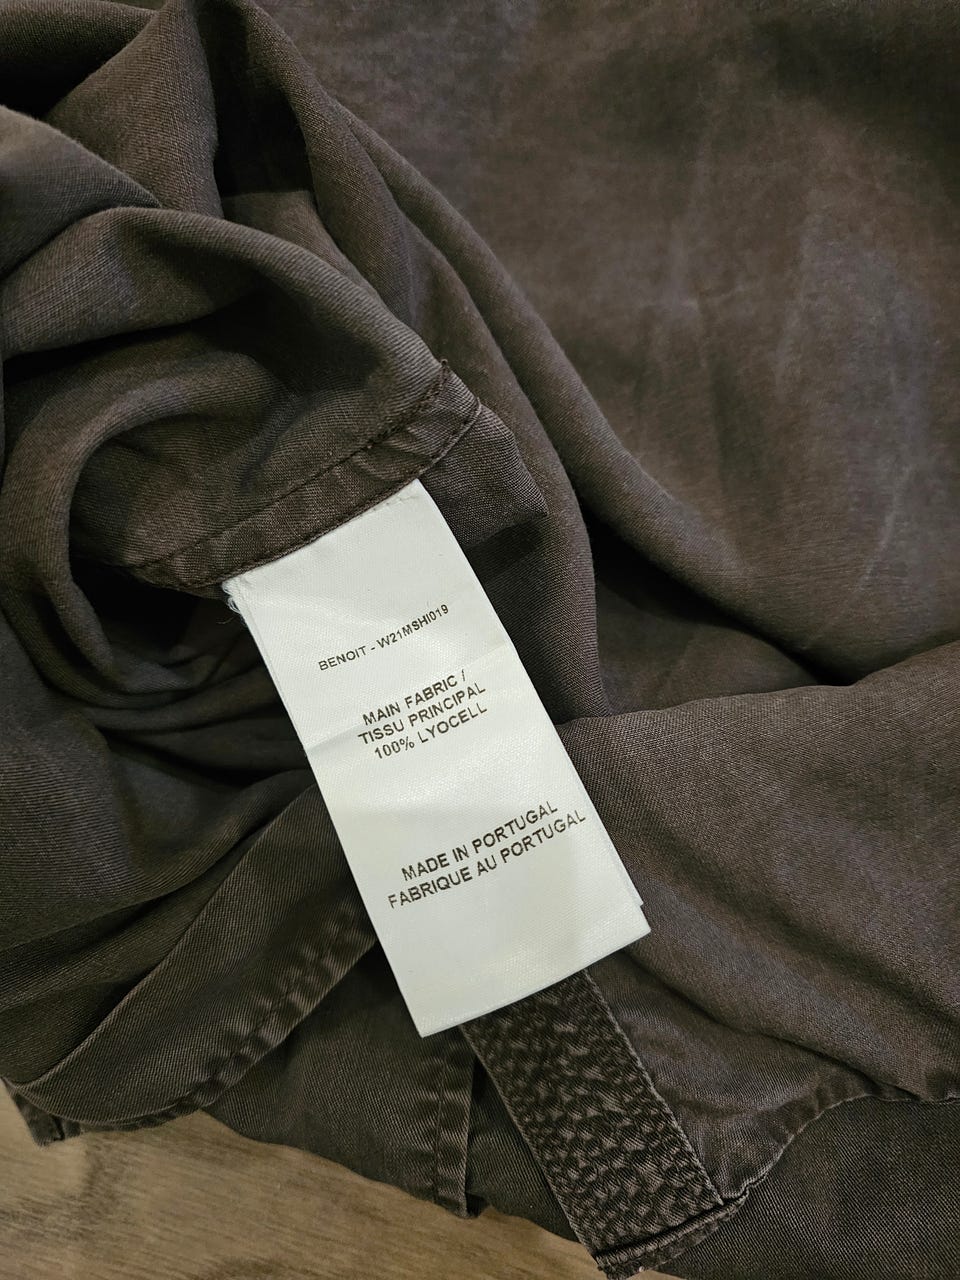 BENOIT - W21MSHI019
MAIN FABRIC /
TISSU PRINCIPAL
100% LYOCELL
MADE IN PORTUGAL
FABRIQUE AU PORTUGAL